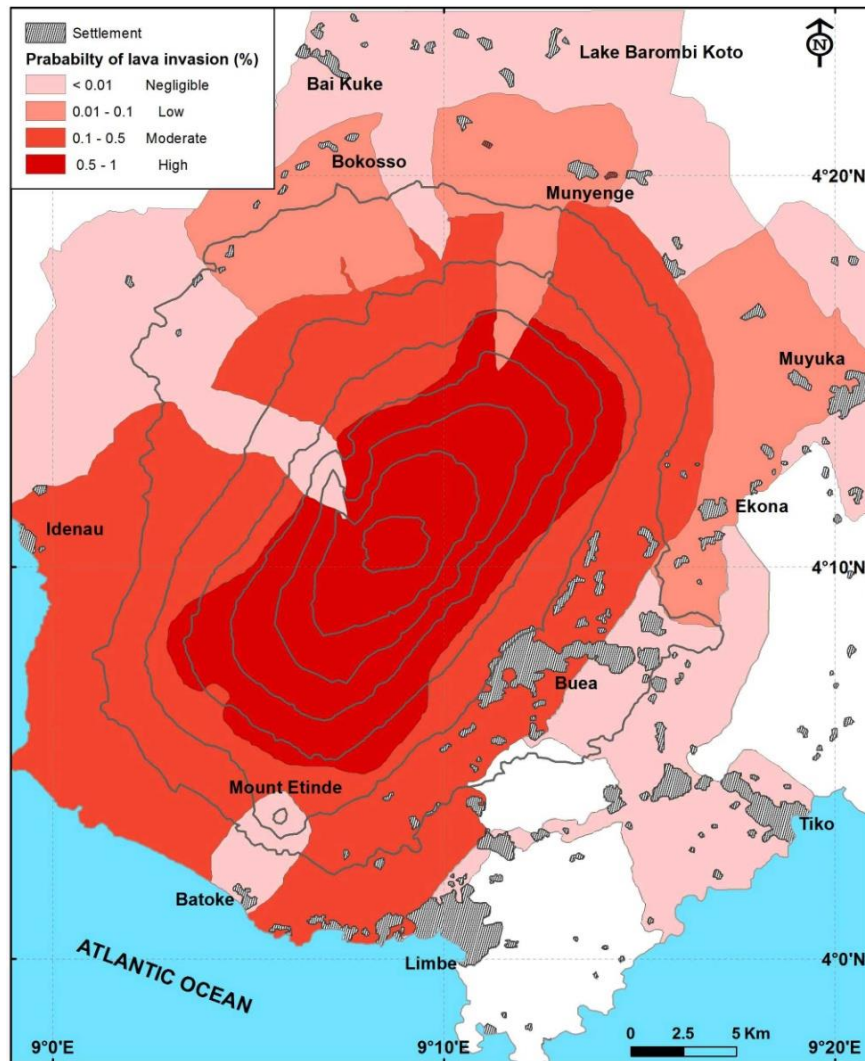 Settlement
Prabability of lava invasion (%)
< 0.01 Negligible
0.01 - 0.1 Low
0.1 - 0.5 Moderate
0.5 - 1 High
Lake Barombi Koto
N
Bai Kuke
Bokosso
4°20'N
Munyenge
Muyuka
Ekona
Idenau
4°10'N
Buea
Mount Etinde
Tiko
Batoke
ATLANTIC OCEAN
Limbe
4°0'N
9°0'E
9°10'E
0 2.5 5 Km
9°20'E